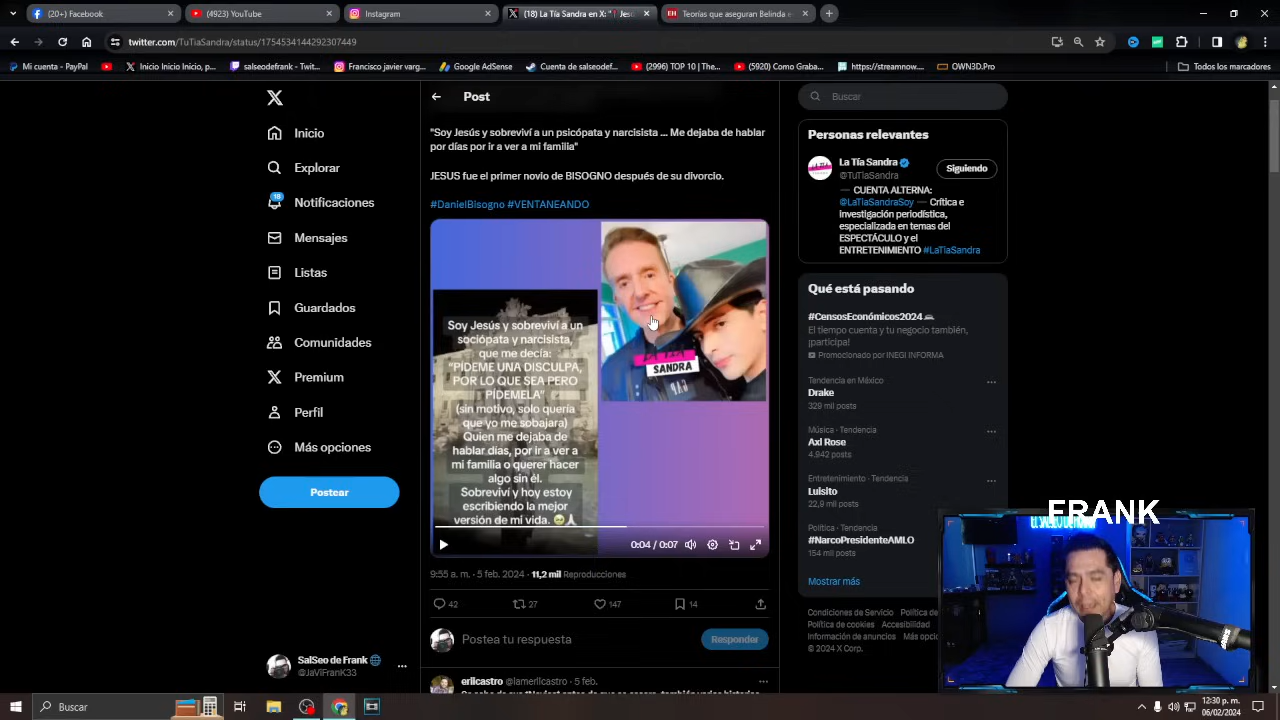 (20+) Facebook
(4923) YouTube
Instagram
(1) La Tía Sandra en X: "
Teorías que aseguran Belinda e
twitter.com/TuTiaSandra/status/1754534144292307449
Mi cuenta - PayPal
Inicio Inicio Inicio, p...
salseodefrank - Twit...
Francisco javier varg...
Google AdSense
Cuenta de salseodef...
(2996) TOP 10 | The...
(5920) Como Graba...
https://streamnow....
OWN3D.Pro
Todos los marcadores
Inicio
Explorar
18
Notificaciones
Mensajes
Listas
Guardados
Comunidades
Premium
Perfil
Más opciones
Postear
SalSeo de Frank
@JaViFranK33
Post
"Soy Jesús y sobreviví a un psicópata y narcisista ... Me dejaba de hablar
por días por ir a ver a mi familia"
JESUS fue el primer novio de BISOGNO después de su divorcio.
#DanielBisogno #VENTANEANDO
Soy Jesús y sobreviví a un
sociópata y narcisista,
que me decía:
"PÍDEME UNA DISCULPA,
POR LO QUE SEA PERO
PÍDEMELA"
(sin motivo, solo quería
que yo me sobajara)
Quien me dejaba de
hablar días, por ir a ver a
mi familia o querer hacer
algo sin él.
Sobreviví y hoy estoy
escribiendo la mejor
versión de mi vida.
LA TÍA
SANDRA
0:04 / 0:07
9:55 a. m. · 5 feb. 2024 · 11,2 mil Reproducciones
42
27
147
14
Postea tu respuesta
Responder
erilcastro @lamerilcastro · 5 feb.
Buscar
Personas relevantes
La Tía Sandra
@TuTiaSandra
Siguiendo
— CUENTA ALTERNA:
@LaTiaSandraSoy — Crítica e
investigación periodística,
especializada en temas del
ESPECTÁCULO y el
ENTRETENIMIENTO #LaTíaSandra
Qué está pasando
#CensosEconómicos2024
El tiempo cuenta y tu negocio también,
¡participa!
Promocionado por INEGI INFORMA
Tendencia en México
Drake
329 mil posts
Música · Tendencia
Axl Rose
4.942 posts
Entretenimiento · Tendencia
Luisito
22,9 mil posts
Política · Tendencia
#NarcoPresidenteAMLO
154 mil posts
Mostrar más
Condiciones de Servicio
Política de cookies Accesibilidad
Información de anuncios
© 2024 X Corp.
FRANK
Buscar
12:30 p. m.
06/02/2024